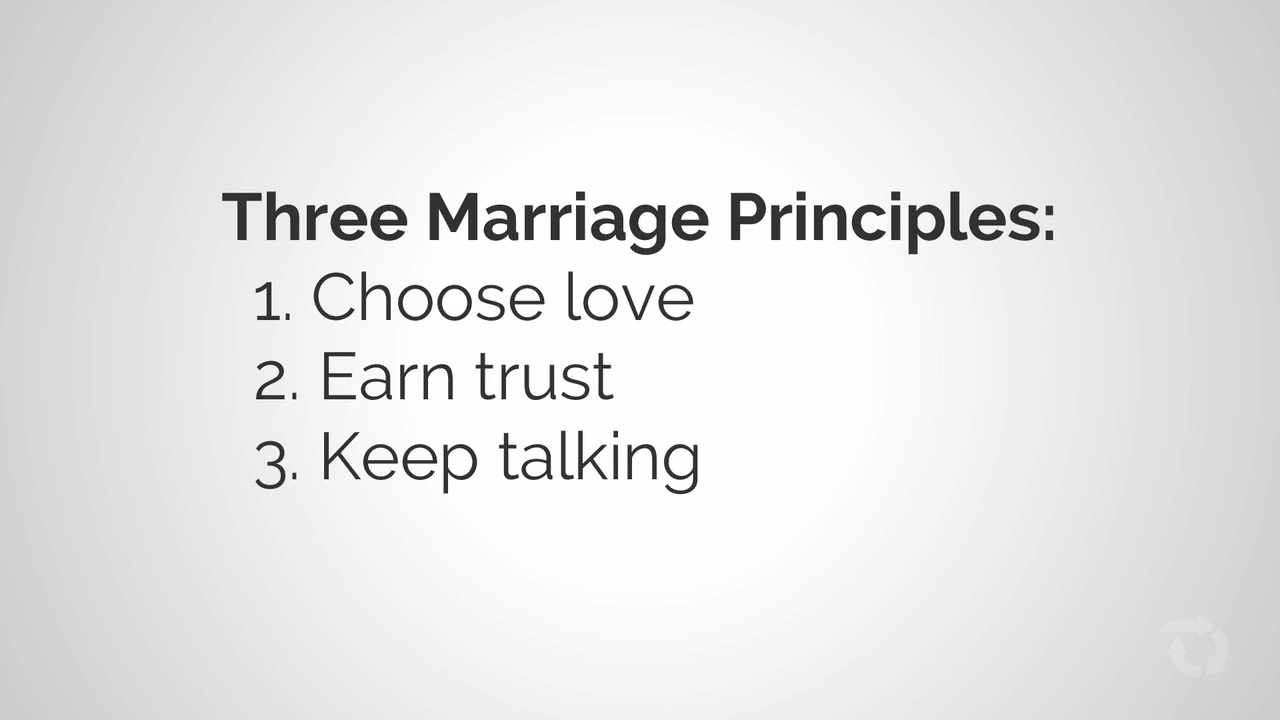 Three Marriage Principles:
1. Choose love
2. Earn trust
3. Keep talking